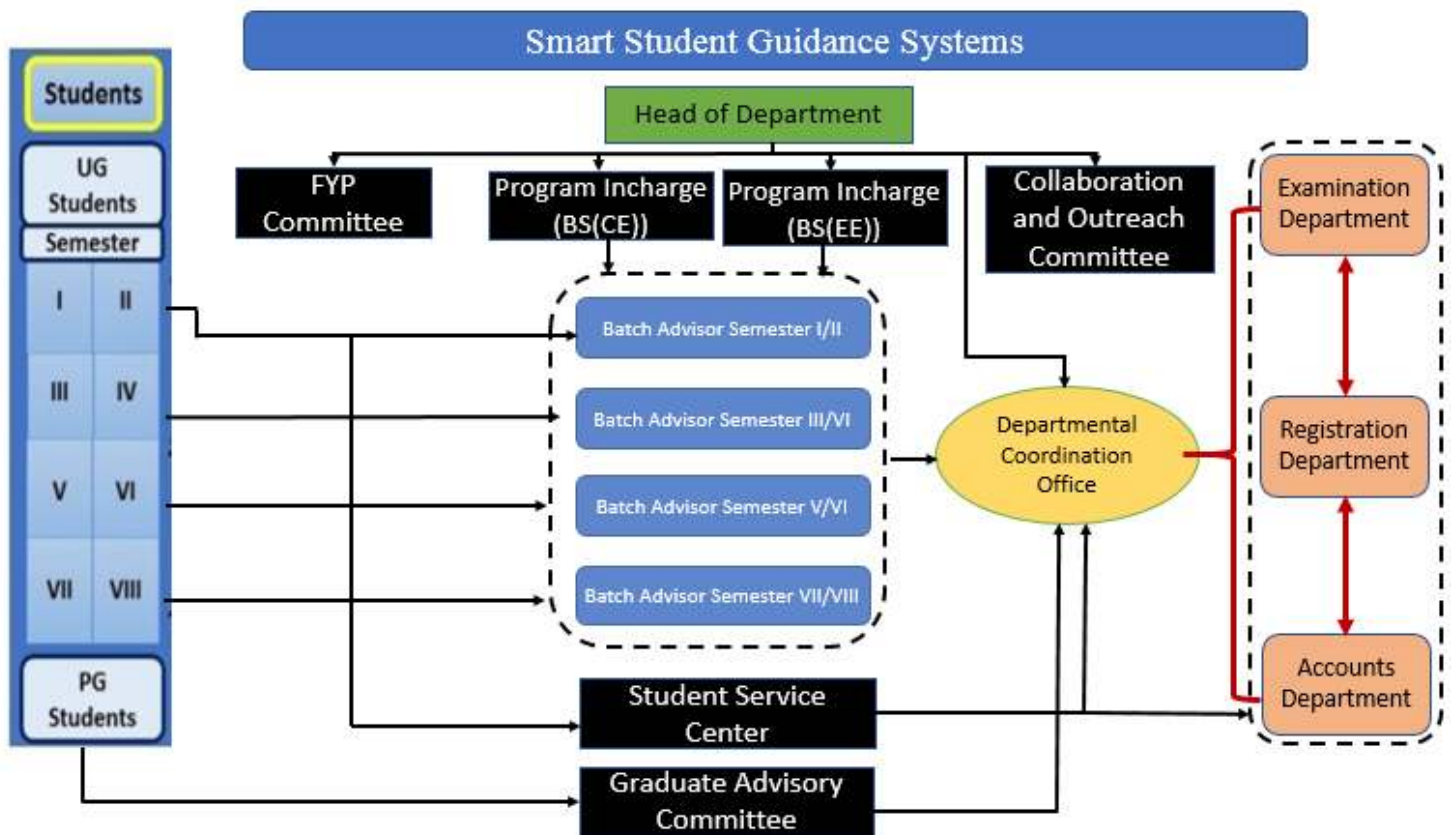 Smart Student Guidance Systems
Students
UG
Students
Semester
I II
III IV
V VI
VII VIII
PG
Students
Head of Department
FYP
Committee
Program Incharge
(BS(CE))
Program Incharge
(BS(EE))
Collaboration
and Outreach
Committee
Batch Advisor Semester I/II
Batch Advisor Semester III/VI
Batch Advisor Semester V/VI
Batch Advisor Semester VII/VIII
Student Service
Center
Graduate Advisory
Committee
Departmental
Coordination
Office
Examination
Department
Registration
Department
Accounts
Department